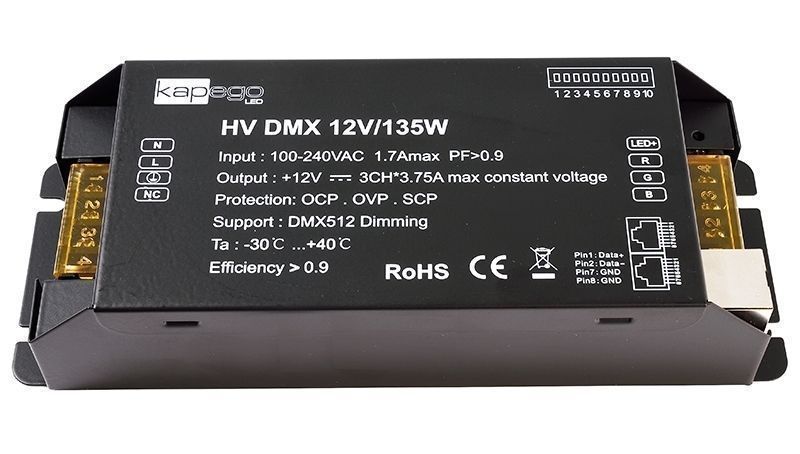 kapego
LED
12345678910
HV DMX 12V/135W
N
L
NC
Input : 100-240VAC 1.7Amax PF>0.9
Output : +12V ⎓ 3CH*3.75A max constant voltage
Protection: OCP . OVP . SCP
Support : DMX512 Dimming
Ta : -30℃ ...+40℃
Efficiency > 0.9
RoHS CE
LED+
R
G
B
Pin1: Data+
Pin2: Data-
Pin7: GND
Pin8: GND
87654321
87654321